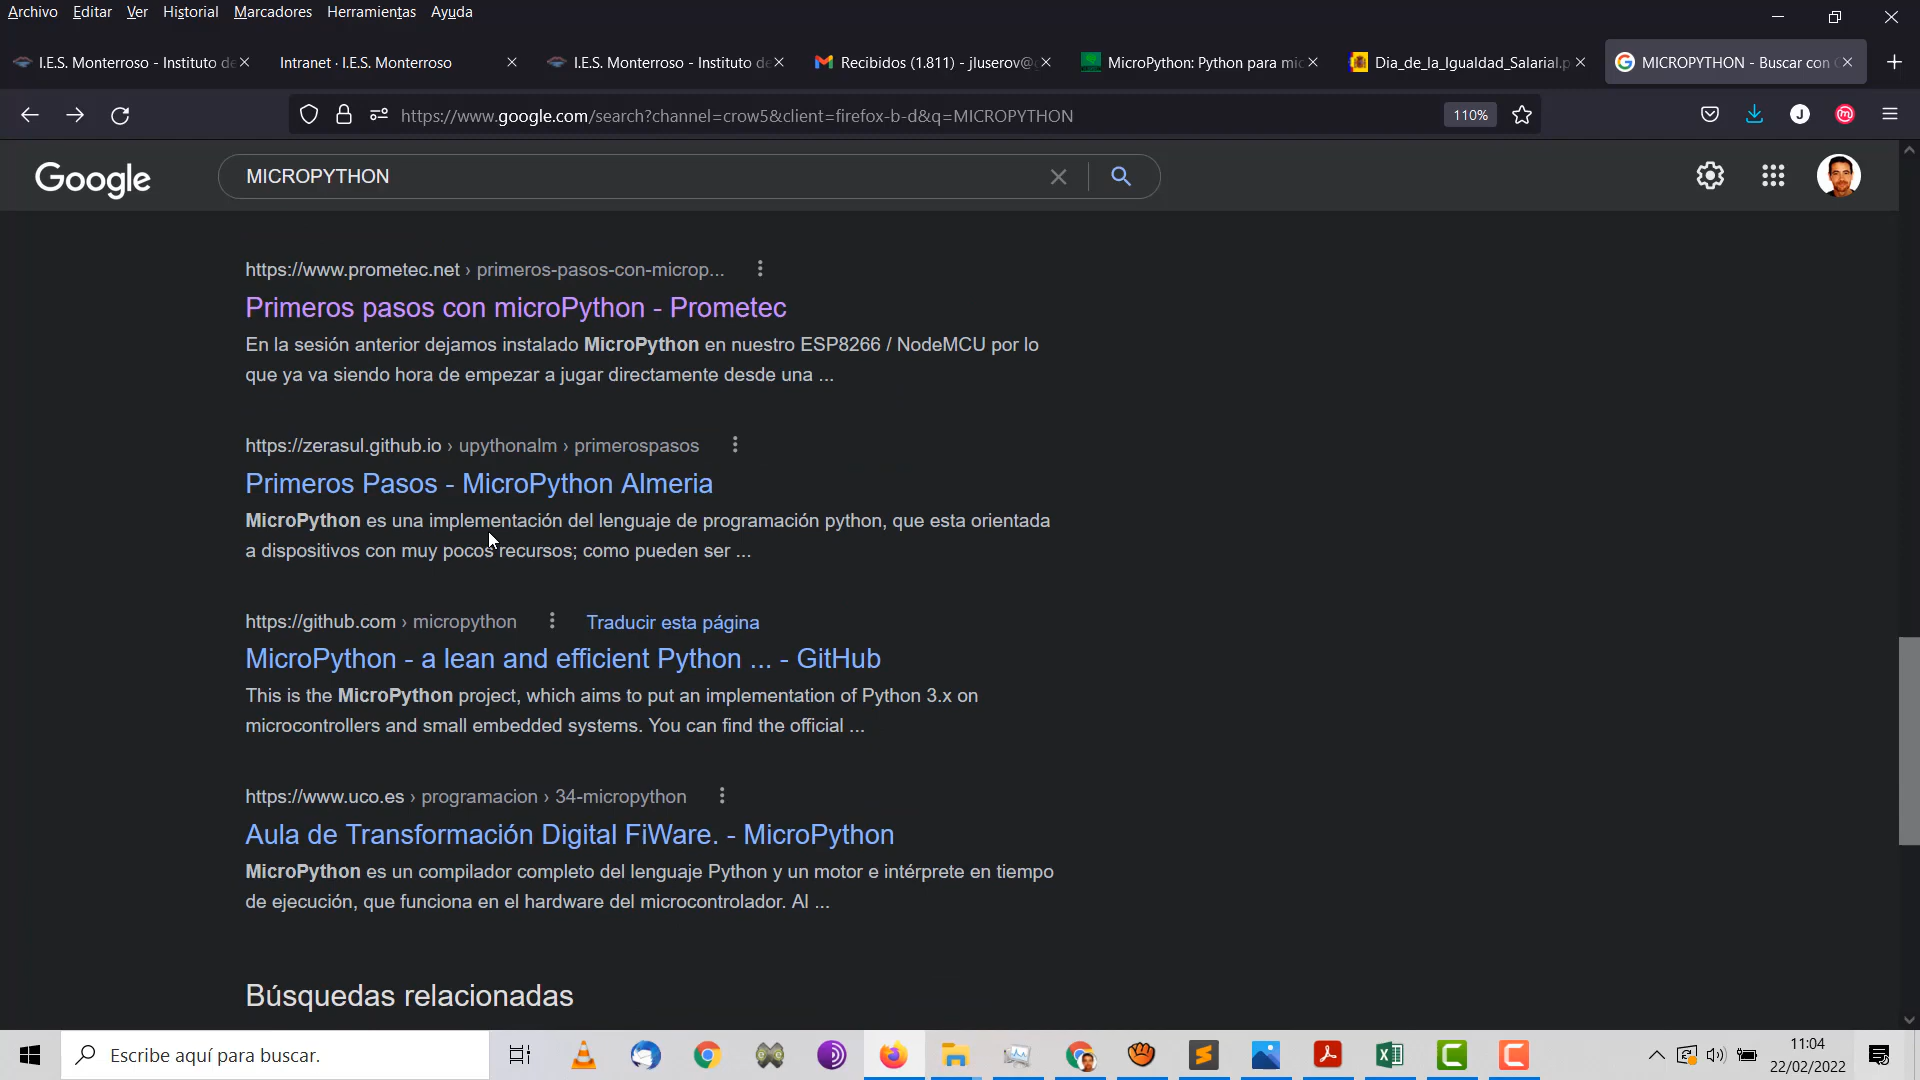 Archivo Editar Ver Historial Marcadores Herramientas Ayuda
I.E.S. Monterroso - Instituto de
Intranet · I.E.S. Monterroso
I.E.S. Monterroso - Instituto de
Recibidos (1.811) - jluserov@
MicroPython: Python para mic
Dia_de_la_Igualdad_Salarial.p
MICROPYTHON - Buscar con
https://www.google.com/search?channel=crow5&client=firefox-b-d&q=MICROPYTHON
110%
J
Google
MICROPYTHON
https://www.prometec.net › primeros-pasos-con-microp...
Primeros pasos con microPython - Prometec
En la sesión anterior dejamos instalado MicroPython en nuestro ESP8266 / NodeMCU por lo
que ya va siendo hora de empezar a jugar directamente desde una ...
https://zerasul.github.io › upythonalm › primerospasos
Primeros Pasos - MicroPython Almeria
MicroPython es una implementación del lenguaje de programación python, que esta orientada
a dispositivos con muy pocos recursos; como pueden ser ...
https://github.com › micropython
Traducir esta página
MicroPython - a lean and efficient Python ... - GitHub
This is the MicroPython project, which aims to put an implementation of Python 3.x on
microcontrollers and small embedded systems. You can find the official ...
https://www.uco.es › programacion › 34-micropython
Aula de Transformación Digital FiWare. - MicroPython
MicroPython es un compilador completo del lenguaje Python y un motor e intérprete en tiempo
de ejecución, que funciona en el hardware del microcontrolador. Al ...
Búsquedas relacionadas
Escribe aquí para buscar.
11:04
22/02/2022